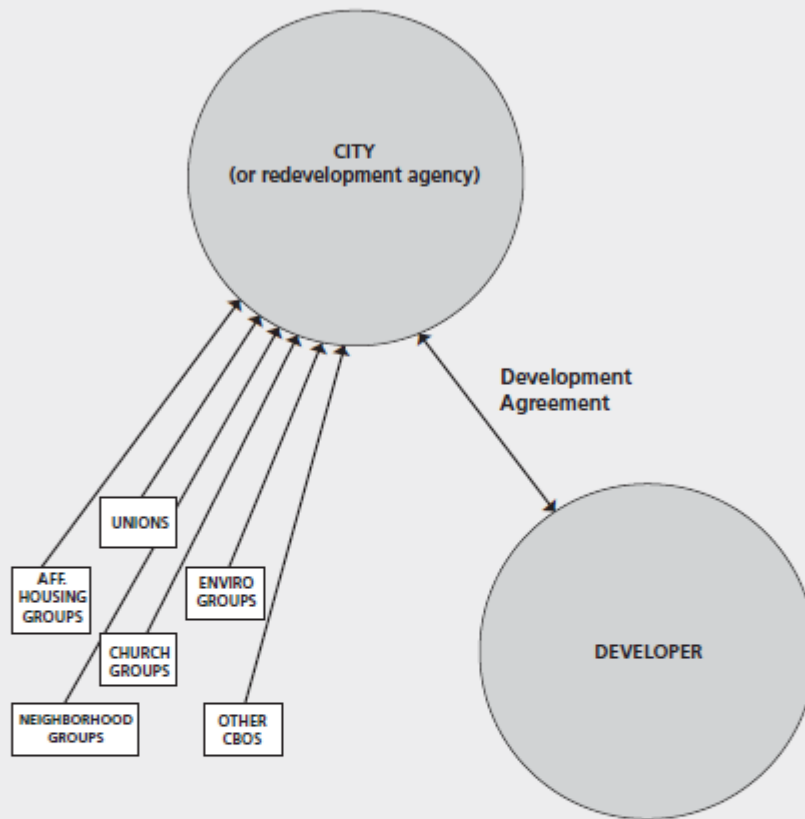 CITY
(or redevelopment agency)
Development
Agreement
UNIONS
AFF.
HOUSING
GROUPS
ENVIRO
GROUPS
CHURCH
GROUPS
NEIGHBORHOOD
GROUPS
OTHER
CBOS
DEVELOPER